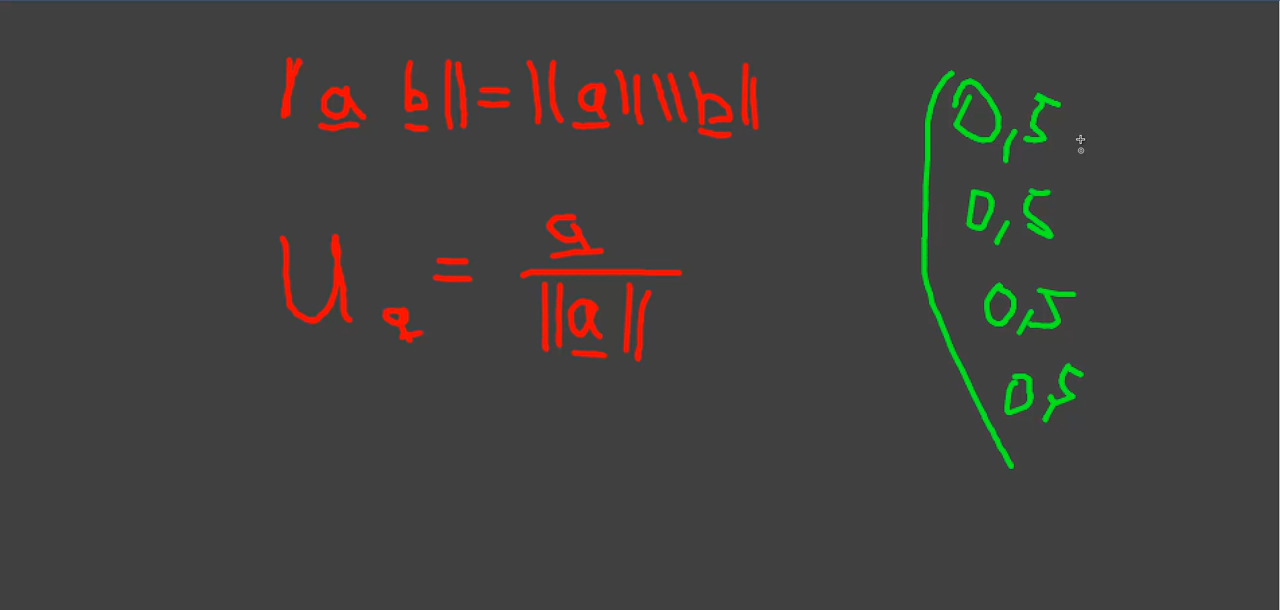 ‖a b‖=‖a‖‖b‖
U_a = a / ‖a‖
(0,5
0,5
0,5
0,5